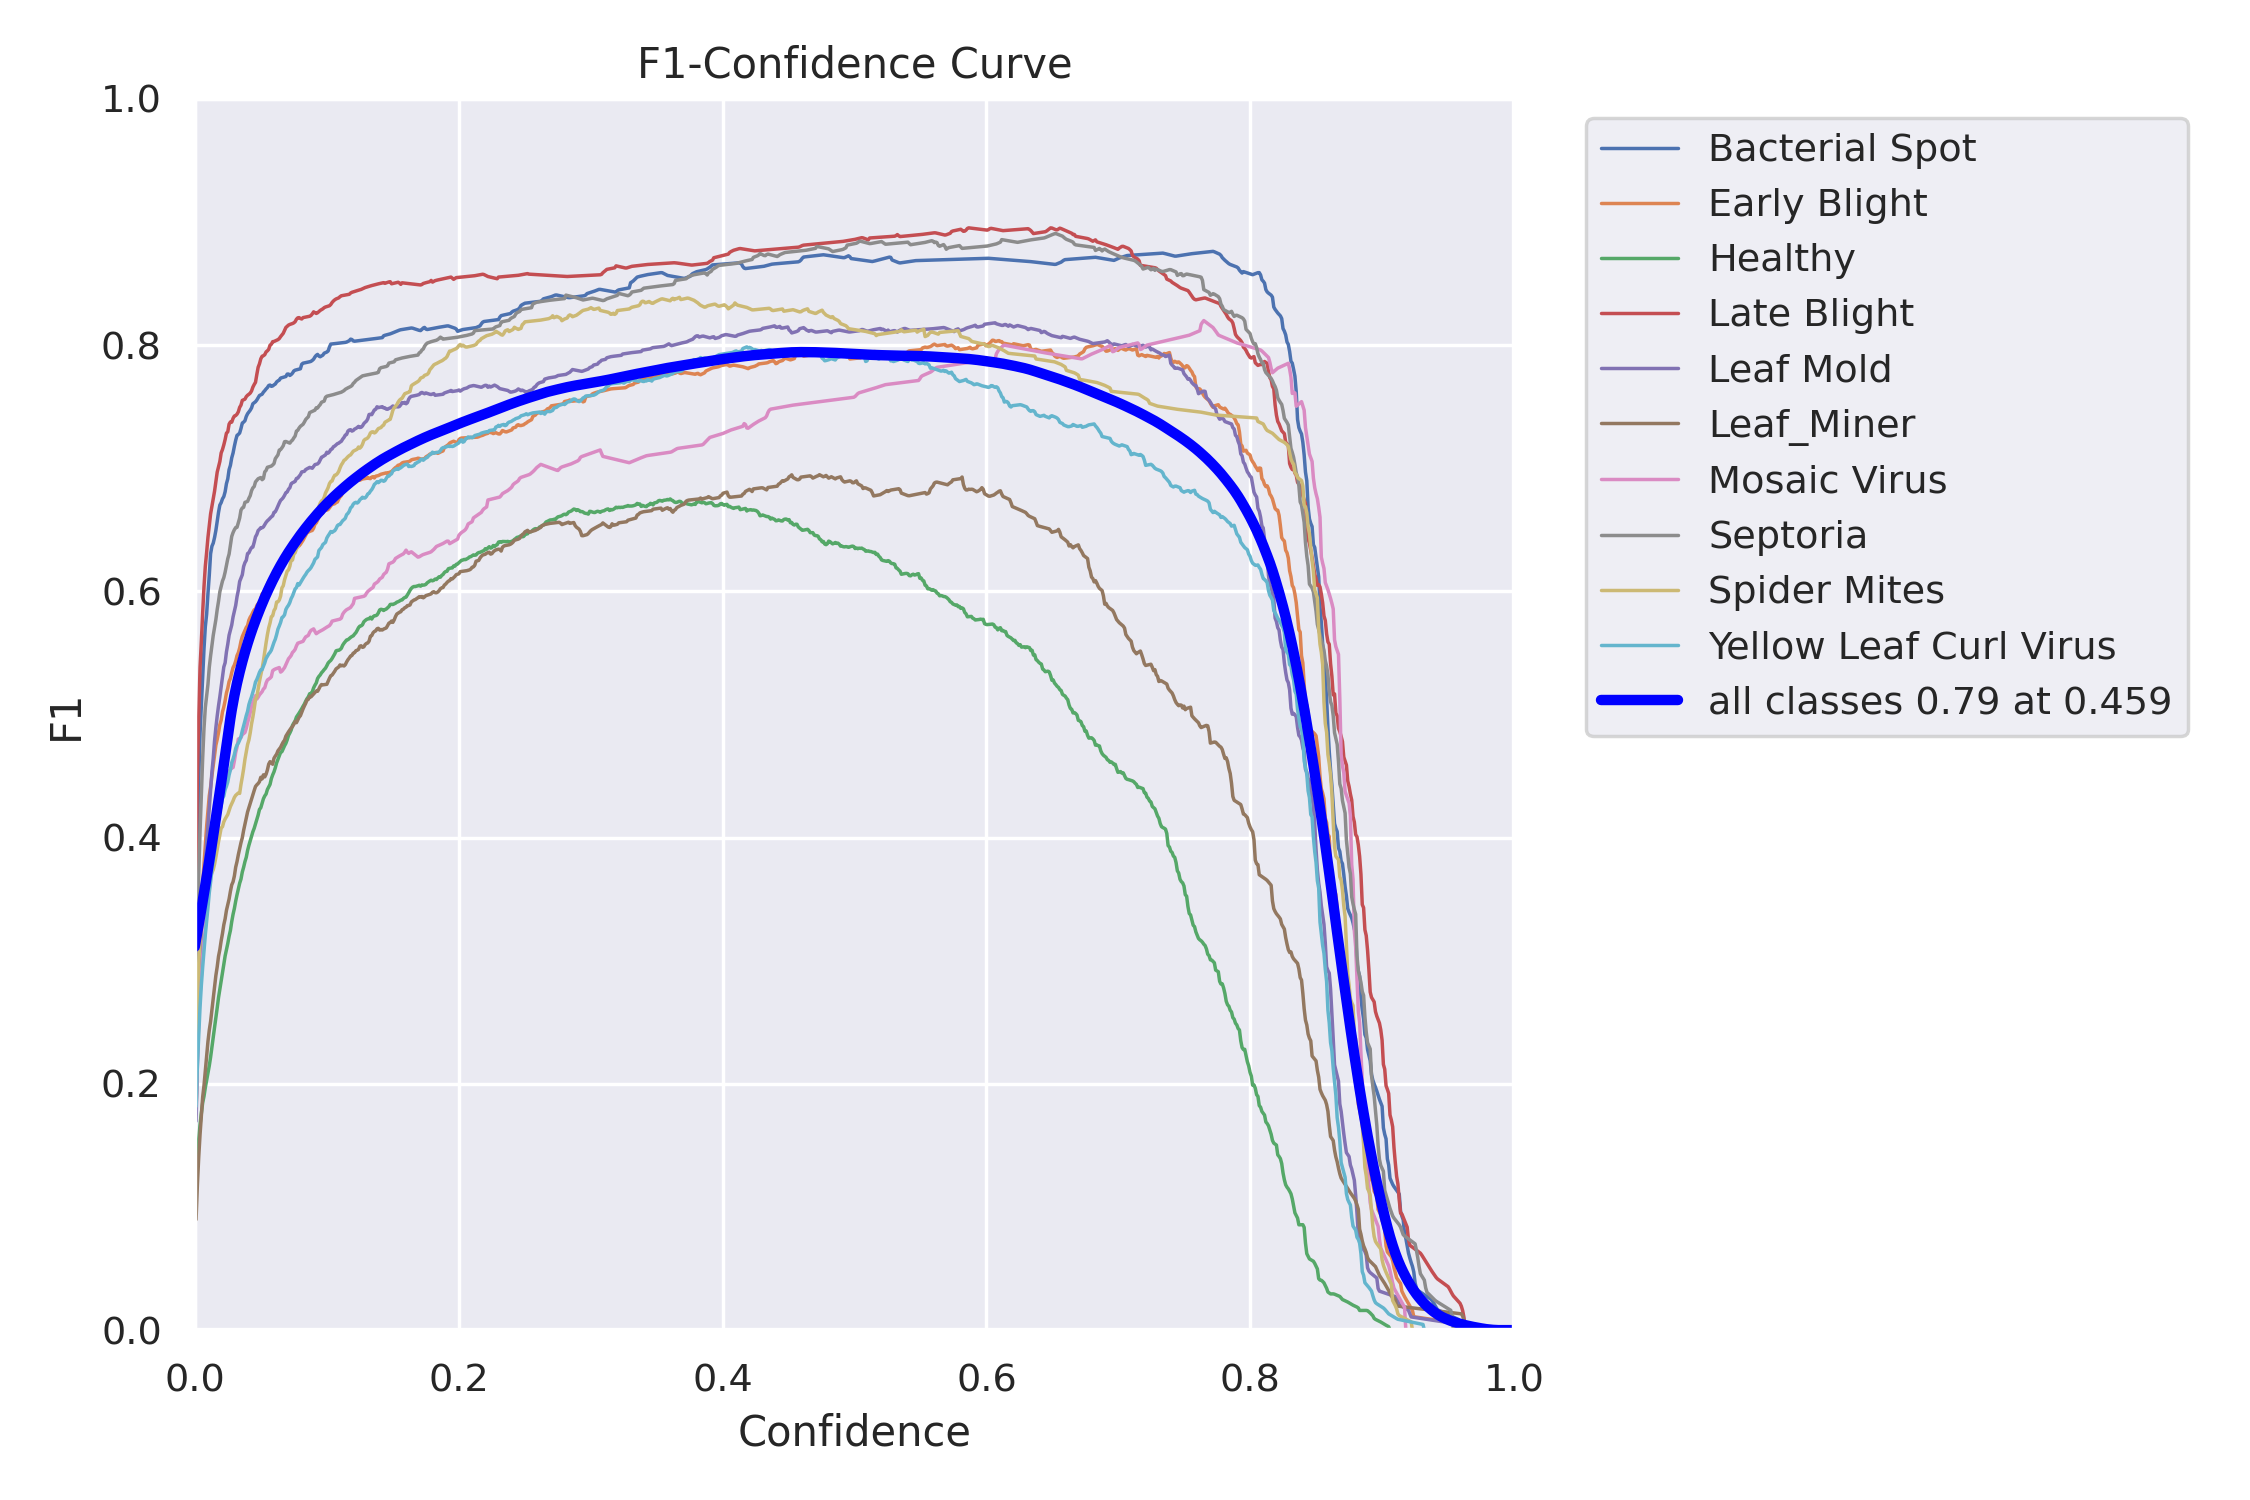 F1-Confidence Curve
1.0
0.8
0.6
0.4
0.2
0.0
F1
0.0 0.2 0.4 0.6 0.8 1.0
Confidence
Bacterial Spot
Early Blight
Healthy
Late Blight
Leaf Mold
Leaf_Miner
Mosaic Virus
Septoria
Spider Mites
Yellow Leaf Curl Virus
all classes 0.79 at 0.459